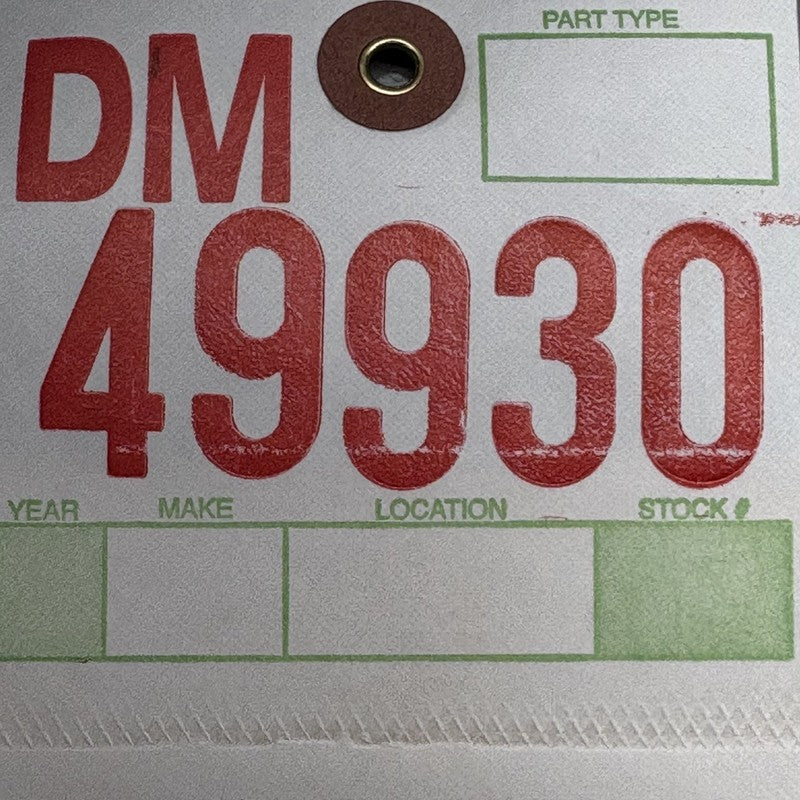 PART TYPE
DM
49930
YEAR MAKE LOCATION STOCK #